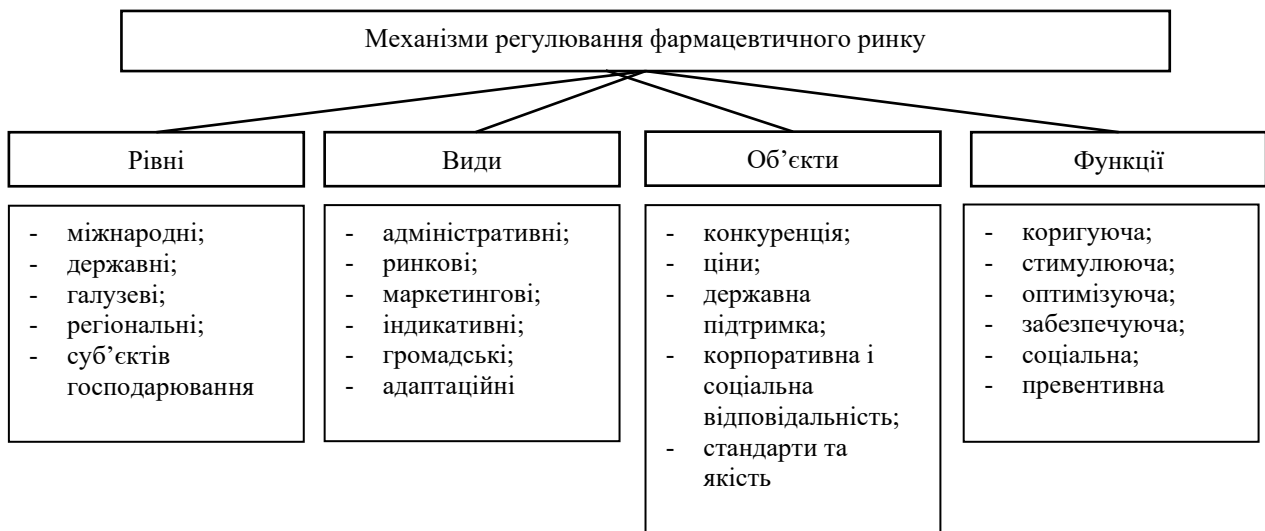 Механізми регулювання фармацевтичного ринку
Рівні
- міжнародні;
- державні;
- галузеві;
- регіональні;
- суб’єктів
господарювання
Види
- адміністративні;
- ринкові;
- маркетингові;
- індикативні;
- громадські;
- адаптаційні
Об’єкти
- конкуренція;
- ціни;
- державна
підтримка;
- корпоративна і
соціальна
відповідальність;
- стандарти та
якість
Функції
- коригуюча;
- стимулююча;
- оптимізуюча;
- забезпечуюча;
- соціальна;
- превентивна